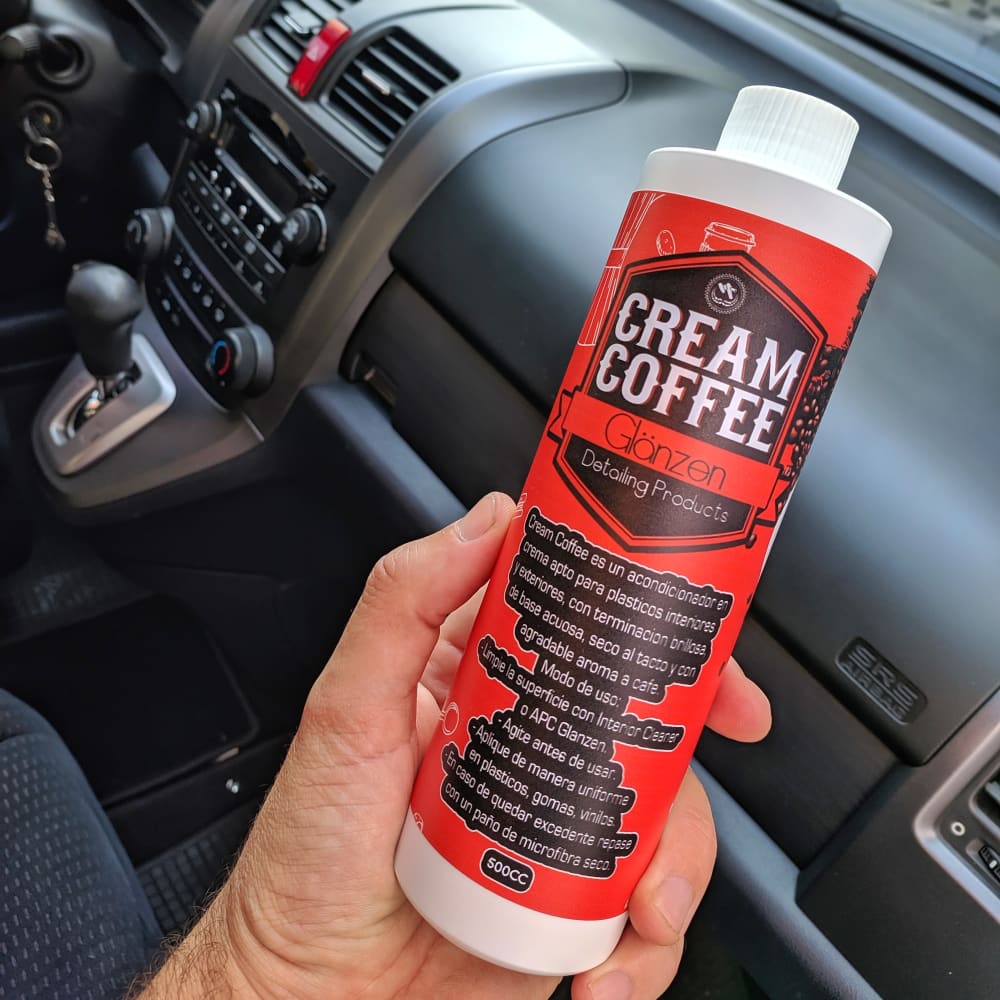 CREAM
COFFEE
Glänzen
Detailing Products
Cream Coffee es un acondicionador en
crema apto para plasticos interiores
y exteriores, con terminacion brillosa,
de base acuosa, seco al tacto y con
agradable aroma a cafe.
Modo de uso:
-Limpie la superficie con Interior Cleaner
o APC Glanzen.
-Agite antes de usar.
-Aplique de manera uniforme
en plasticos, gomas, vinilos.
-En caso de quedar excedente repase
con un paño de microfibra seco.
500CC
SRS
AIRBAG